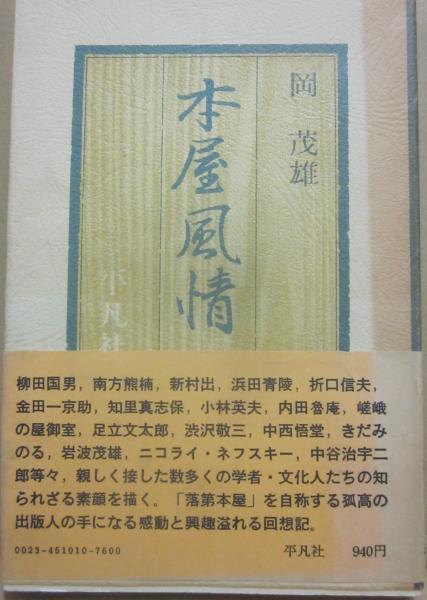 岡 茂雄
本屋風情
平凡社
柳田国男，南方熊楠，新村出，浜田青陵，折口信夫，
金田一京助，知里真志保，小林英夫，内田魯庵，嵯峨
の屋御室，足立文太郎，渋沢敬三，中西悟堂，きだみ
のる，岩波茂雄，ニコライ・ネフスキー，中谷治宇二
郎等々，親しく接した数多くの学者・文化人たちの知
られざる素顔を描く。「落第本屋」を自称する孤高の
出版人の手になる感動と興趣溢れる回想記。
0023-451010-7600 平凡社 940円